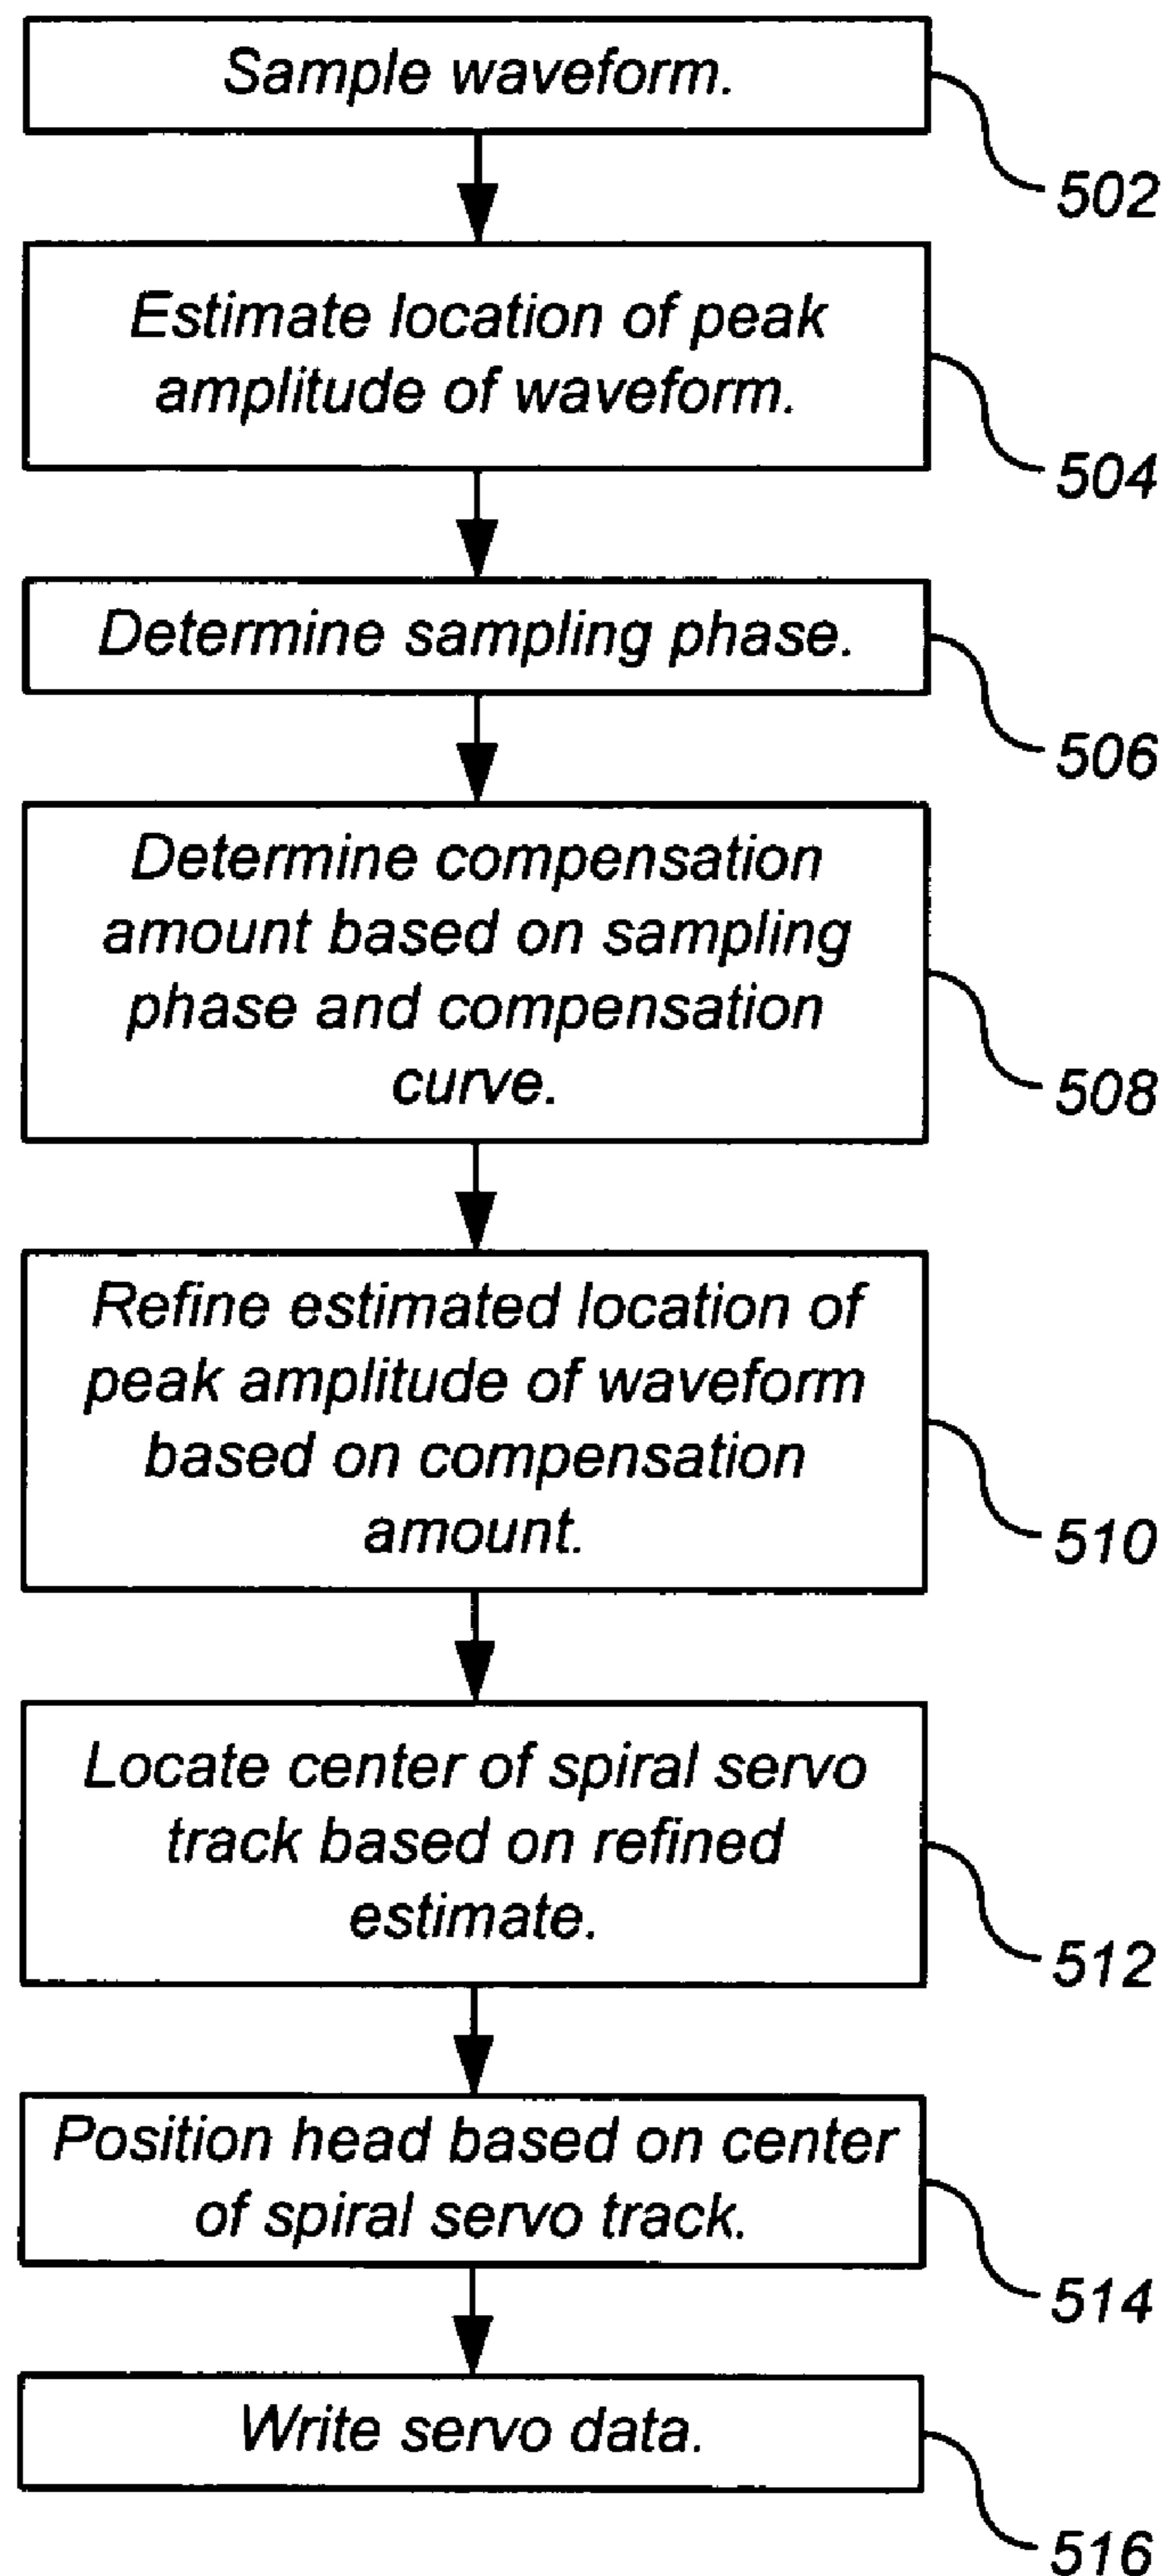 Sample waveform.
502
Estimate location of peak
amplitude of waveform.
504
Determine sampling phase.
506
Determine compensation
amount based on sampling
phase and compensation
curve.
508
Refine estimated location of
peak amplitude of waveform
based on compensation
amount.
510
Locate center of spiral servo
track based on refined
estimate.
512
Position head based on center
of spiral servo track.
514
Write servo data.
516